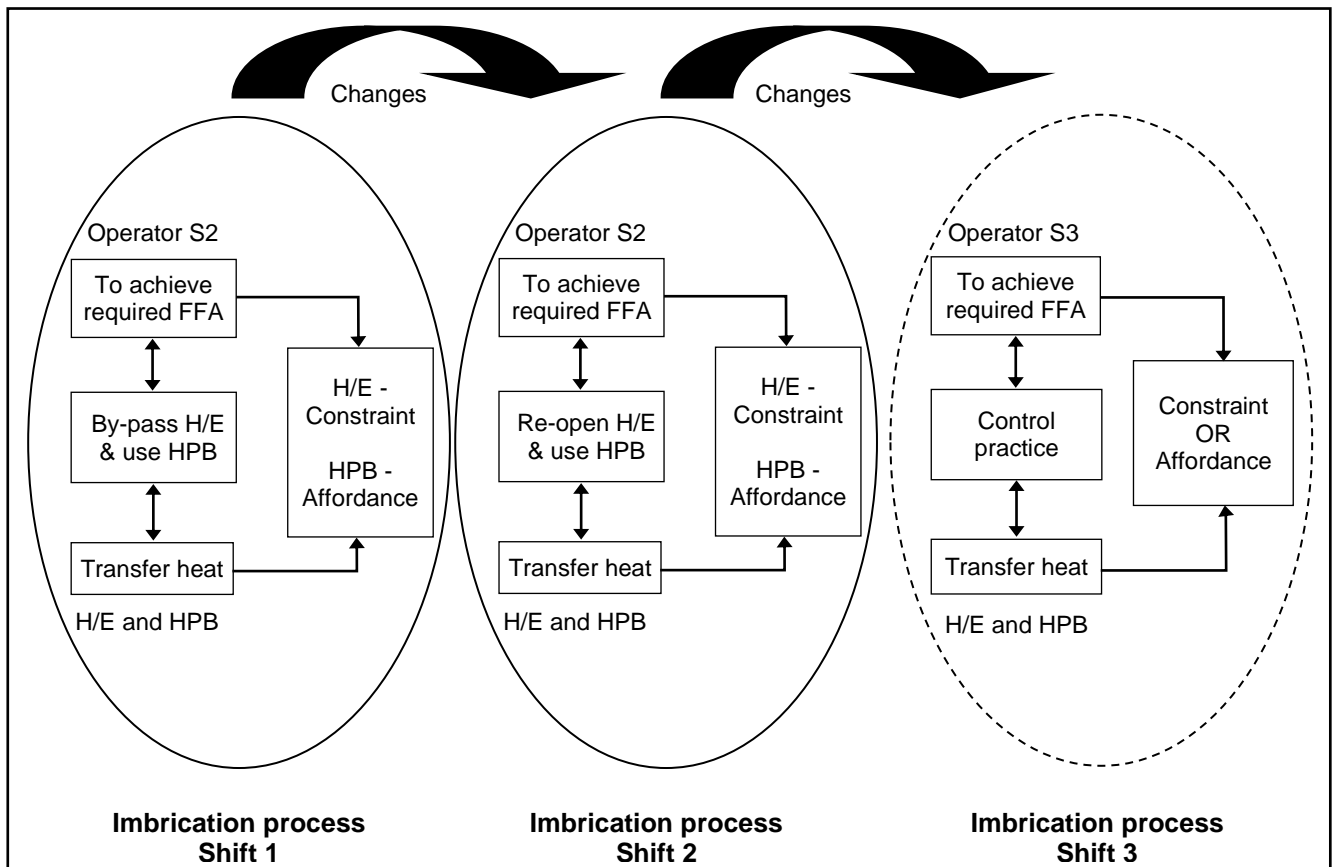 Changes
Changes
Operator S2
To achieve
required FFA
By-pass H/E
& use HPB
Transfer heat
H/E and HPB
H/E -
Constraint
HPB -
Affordance
Operator S2
To achieve
required FFA
Re-open H/E
& use HPB
Transfer heat
H/E and HPB
H/E -
Constraint
HPB -
Affordance
Operator S3
To achieve
required FFA
Control
practice
Transfer heat
H/E and HPB
Constraint
OR
Affordance
Imbrication process
Shift 1
Imbrication process
Shift 2
Imbrication process
Shift 3